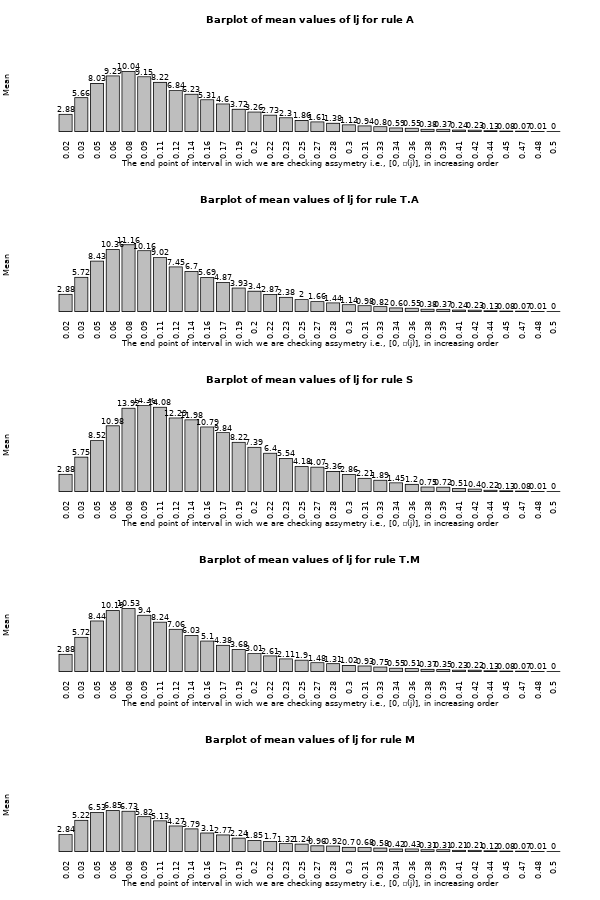 Barplot of mean values of lj for rule A
Mean
2.88 5.66 8.03 9.29 10.04 9.15 8.22 6.84 6.23 5.31 4.6 3.72 3.26 2.73 2.3 1.86 1.61 1.38 1.12 0.94 0.8 0.59 0.55 0.38 0.37 0.24 0.23 0.13 0.08 0.07 0.01 0
0.02 0.03 0.05 0.06 0.08 0.09 0.11 0.12 0.14 0.16 0.17 0.19 0.2 0.22 0.23 0.25 0.27 0.28 0.3 0.31 0.33 0.34 0.36 0.38 0.39 0.41 0.42 0.44 0.45 0.47 0.48 0.5
The end point of interval in wich we are checking assymetry i.e., [0, □(j)], in increasing order
Barplot of mean values of lj for rule T.A
Mean
2.88 5.72 8.43 10.36 11.16 10.16 9.02 7.45 6.7 5.69 4.87 3.93 3.4 2.87 2.38 2 1.66 1.44 1.14 0.98 0.82 0.6 0.55 0.38 0.37 0.24 0.23 0.13 0.08 0.07 0.01 0
0.02 0.03 0.05 0.06 0.08 0.09 0.11 0.12 0.14 0.16 0.17 0.19 0.2 0.22 0.23 0.25 0.27 0.28 0.3 0.31 0.33 0.34 0.36 0.38 0.39 0.41 0.42 0.44 0.45 0.47 0.48 0.5
The end point of interval in wich we are checking assymetry i.e., [0, □(j)], in increasing order
Barplot of mean values of lj for rule S
Mean
2.88 5.75 8.52 10.98 13.92 14.08 12.29 11.98 10.79 9.84 8.22 7.39 6.4 5.54 4.18 4.07 3.36 2.86 2.21 1.89 1.45 1.2 0.75 0.72 0.51 0.4 0.22 0.13 0.08 0.01 0
0.02 0.03 0.05 0.06 0.08 0.09 0.11 0.12 0.14 0.16 0.17 0.19 0.2 0.22 0.23 0.25 0.27 0.28 0.3 0.31 0.33 0.34 0.36 0.38 0.39 0.41 0.42 0.44 0.45 0.47 0.48 0.5
The end point of interval in wich we are checking assymetry i.e., [0, □(j)], in increasing order
Barplot of mean values of lj for rule T.M
Mean
2.88 5.72 8.44 10.53 9.4 8.24 7.06 6.03 5.1 4.38 3.68 3.01 2.61 2.11 1.9 1.48 1.31 1.02 0.93 0.75 0.55 0.51 0.37 0.35 0.23 0.22 0.13 0.08 0.07 0.01 0
0.02 0.03 0.05 0.06 0.08 0.09 0.11 0.12 0.14 0.16 0.17 0.19 0.2 0.22 0.23 0.25 0.27 0.28 0.3 0.31 0.33 0.34 0.36 0.38 0.39 0.41 0.42 0.44 0.45 0.47 0.48 0.5
The end point of interval in wich we are checking assymetry i.e., [0, □(j)], in increasing order
Barplot of mean values of lj for rule M
Mean
2.84 5.22 6.53 6.85 6.73 5.82 5.13 4.27 3.79 3.1 2.77 2.24 1.85 1.7 1.32 1.24 0.96 0.92 0.7 0.68 0.58 0.42 0.43 0.31 0.31 0.21 0.21 0.12 0.08 0.07 0.01 0
0.02 0.03 0.05 0.06 0.08 0.09 0.11 0.12 0.14 0.16 0.17 0.19 0.2 0.22 0.23 0.25 0.27 0.28 0.3 0.31 0.33 0.34 0.36 0.38 0.39 0.41 0.42 0.44 0.45 0.47 0.48 0.5
The end point of interval in wich we are checking assymetry i.e., [0, □(j)], in increasing order